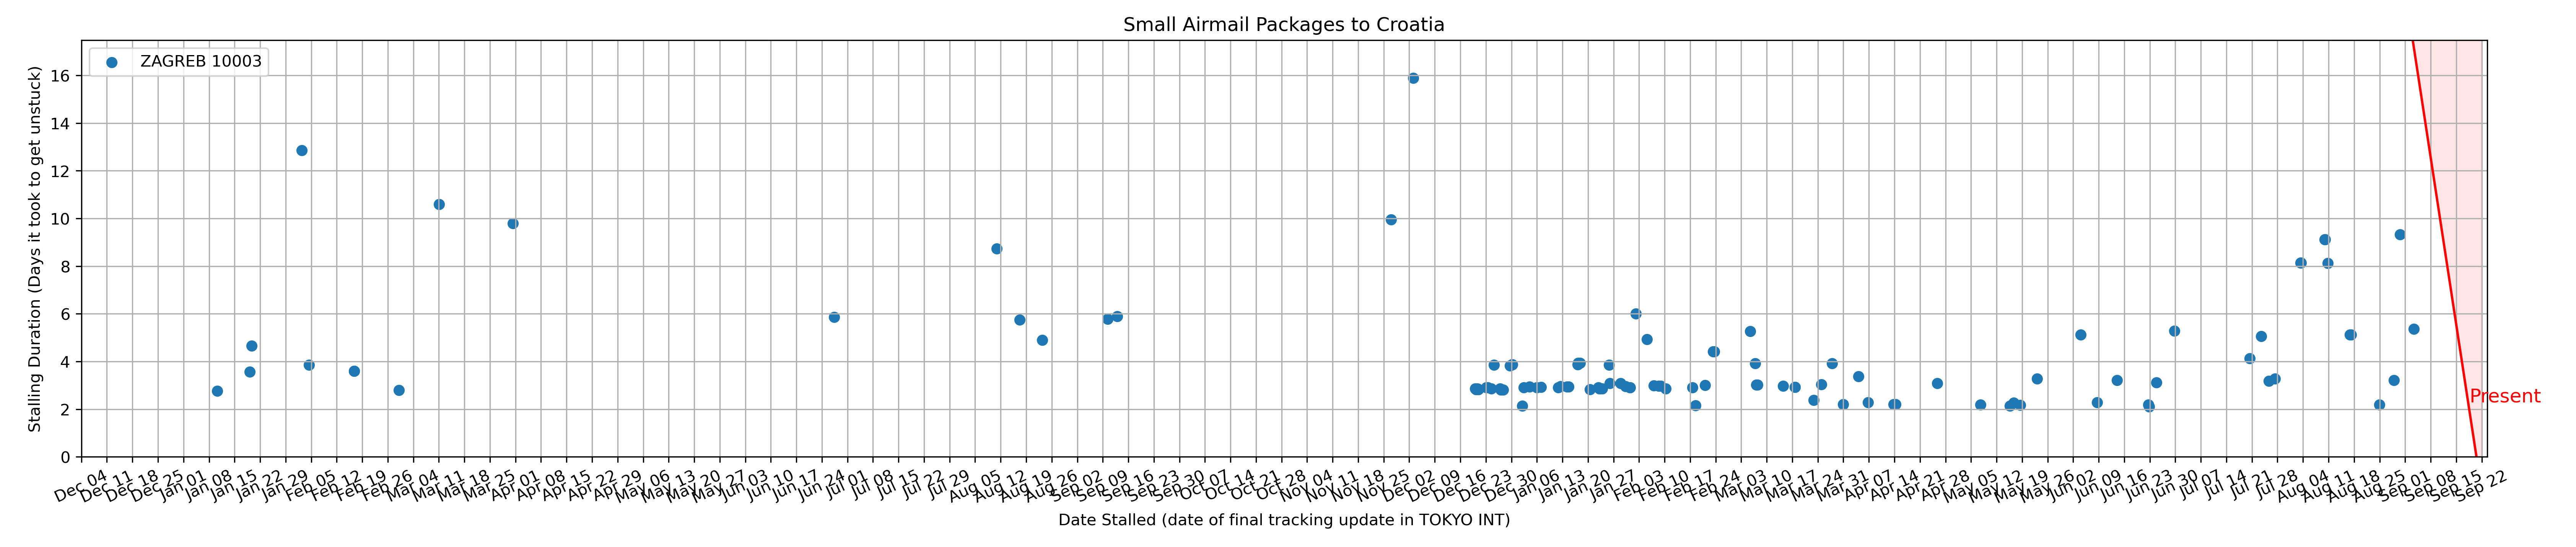 Small Airmail Packages to Croatia
ZAGREB 10003
Stalling Duration (Days it took to get unstuck)
16
14
12
10
8
6
4
2
0
Present
Dec 04 Dec 11 Dec 18 Dec 25 Jan 01 Jan 08 Jan 15 Jan 22 Jan 29 Feb 05 Feb 12 Feb 19 Feb 26 Mar 04 Mar 11 Mar 18 Mar 25 Apr 01 Apr 08 Apr 15 Apr 22 Apr 29 May 06 May 13 May 20 May 27 Jun 03 Jun 10 Jun 17 Jun 24 Jul 01 Jul 08 Jul 15 Jul 22 Jul 29 Aug 05 Aug 12 Aug 19 Aug 26 Sep 02 Sep 09 Sep 16 Sep 23 Sep 30 Oct 07 Oct 14 Oct 21 Oct 28 Nov 04 Nov 11 Nov 18 Nov 25 Dec 02 Dec 09 Dec 16 Dec 23 Dec 30 Jan 06 Jan 13 Jan 20 Jan 27 Feb 03 Feb 10 Feb 17 Feb 24 Mar 03 Mar 10 Mar 17 Mar 24 Mar 31 Apr 07 Apr 14 Apr 21 Apr 28 May 05 May 12 May 19 May 26 Jun 02 Jun 09 Jun 16 Jun 23 Jun 30 Jul 07 Jul 14 Jul 21 Jul 28 Aug 04 Aug 11 Aug 18 Aug 25 Sep 01 Sep 08 Sep 15 Sep 22
Date Stalled (date of final tracking update in TOKYO INT)